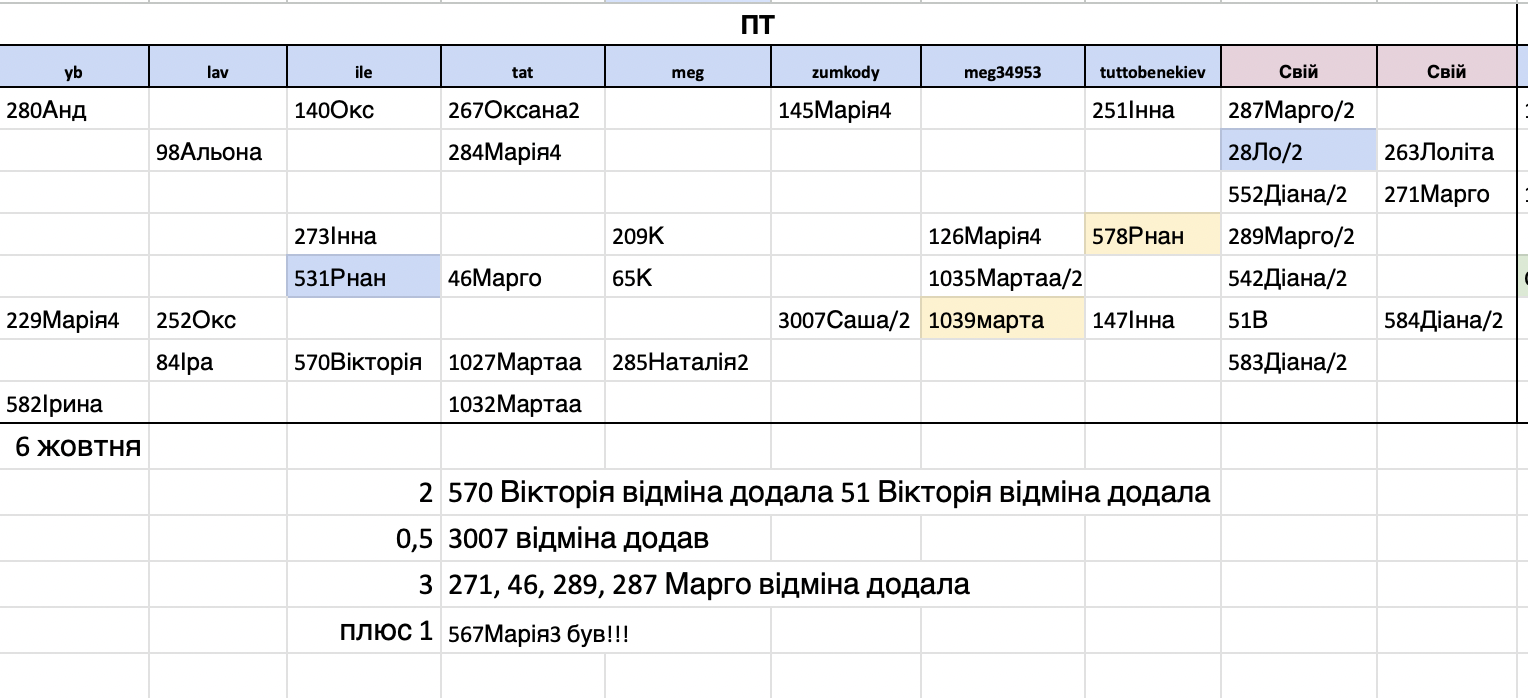 ПТ
yb lav ile tat meg zumkody meg34953 tuttobenekiev Свій Свій
280Анд 140Окс 267Оксана2 145Марія4 251Інна 287Марго/2
98Альона 284Марія4 28Ло/2 263Лоліта
552Діана/2 271Марго
273Інна 209К 126Марія4 578Рнан 289Марго/2
531Рнан 46Марго 65К 1035Мартаа/2 542Діана/2
229Марія4 252Окс 3007Саша/2 1039марта 147Інна 51В 584Діана/2
84Іра 570Вікторія 1027Мартаа 285Наталія2 583Діана/2
582Ірина 1032Мартаа
6 жовтня
2 570 Вікторія відміна додала 51 Вікторія відміна додала
0,5 3007 відміна додав
3 271, 46, 289, 287 Марго відміна додала
плюс 1 567Марія3 був!!!